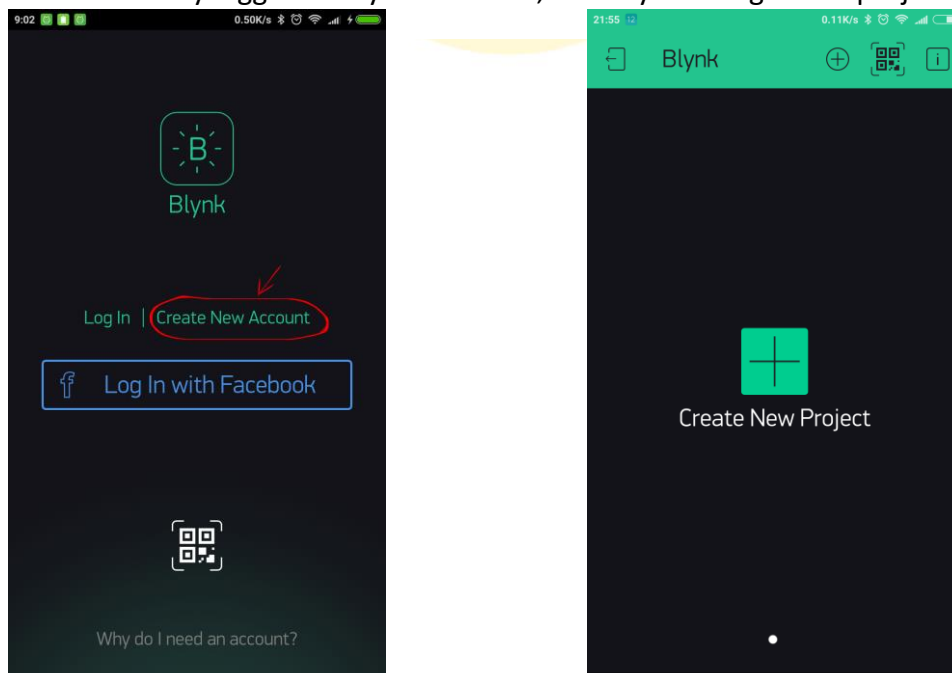 9:02 0.50K/s
Blynk
Log In | Create New Account
Log In with Facebook
Why do I need an account?
21:55 0.11K/s
Blynk
Create New Project